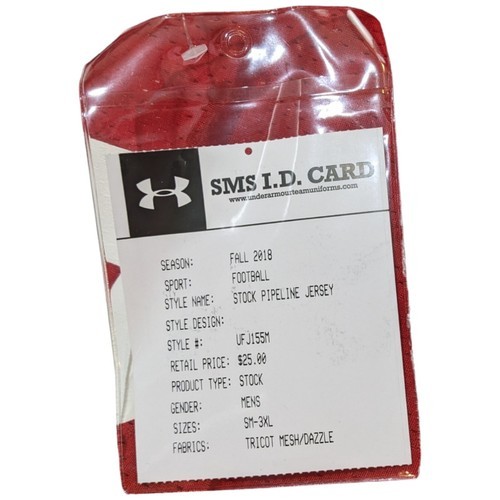 SMS I.D. CARD
www.underarmourteamuniforms.com
SEASON: FALL 2018
SPORT: FOOTBALL
STYLE NAME: STOCK PIPELINE JERSEY
STYLE DESIGN:
STYLE #: UFJ155M
RETAIL PRICE: $25.00
PRODUCT TYPE: STOCK
GENDER: MENS
SIZES: SM-3XL
FABRICS: TRICOT MESH/DAZZLE